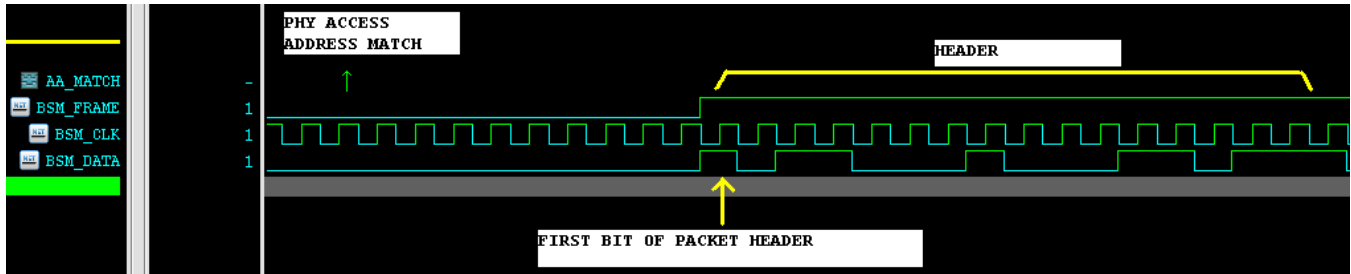 PHY ACCESS
ADDRESS MATCH
HEADER
AA_MATCH -
BSM_FRAME 1
BSM_CLK 1
BSM_DATA 1
FIRST BIT OF PACKET HEADER